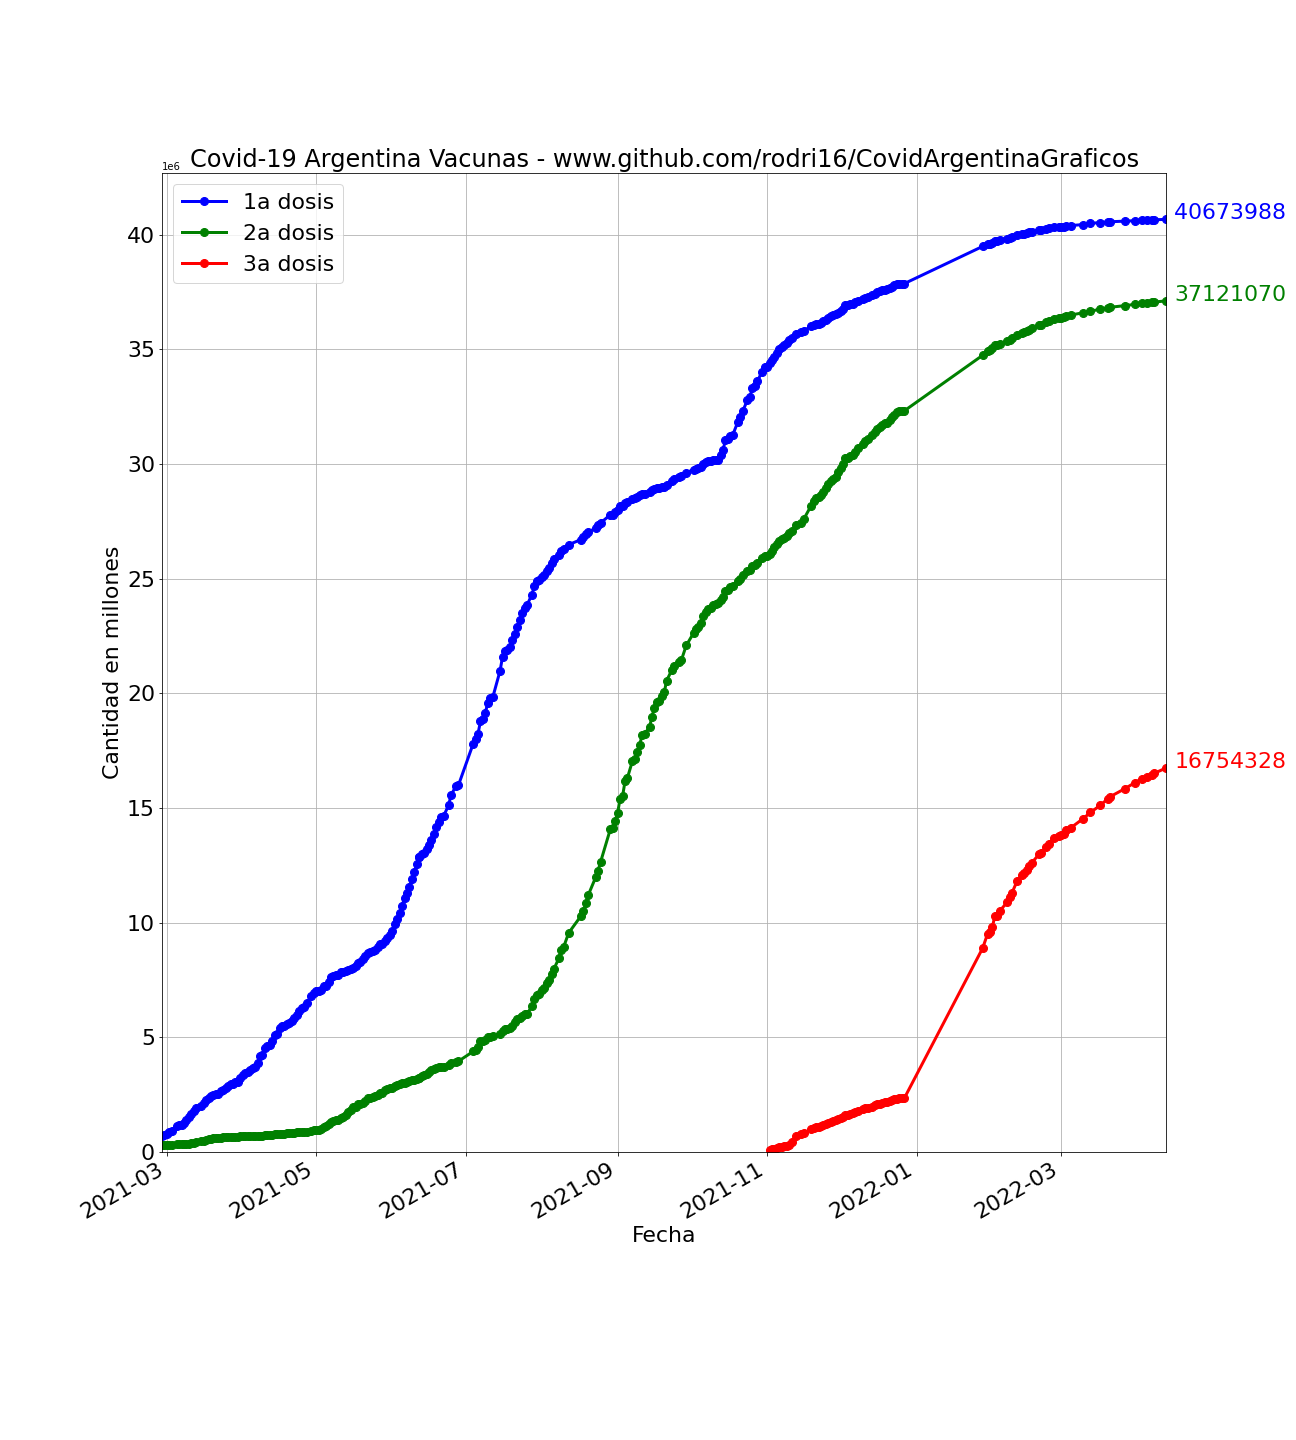 Covid-19 Argentina Vacunas - www.github.com/rodri16/CovidArgentinaGraficos
1e6
1a dosis
2a dosis
3a dosis
40673988
37121070
16754328
40
35
30
25
20
15
10
5
0
Cantidad en millones
2021-03
2021-05
2021-07
2021-09
2021-11
2022-01
2022-03
Fecha